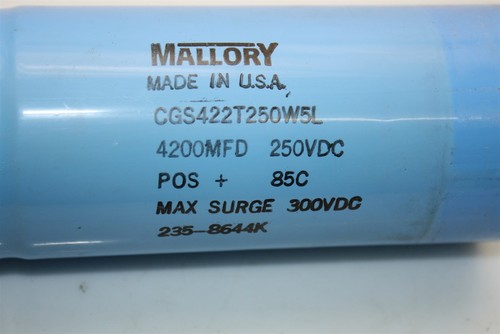 MALLORY
MADE IN U.S.A.
CGS422T250W5L
4200MFD 250VDC
POS + 85C
MAX SURGE 300VDC
235-8644K